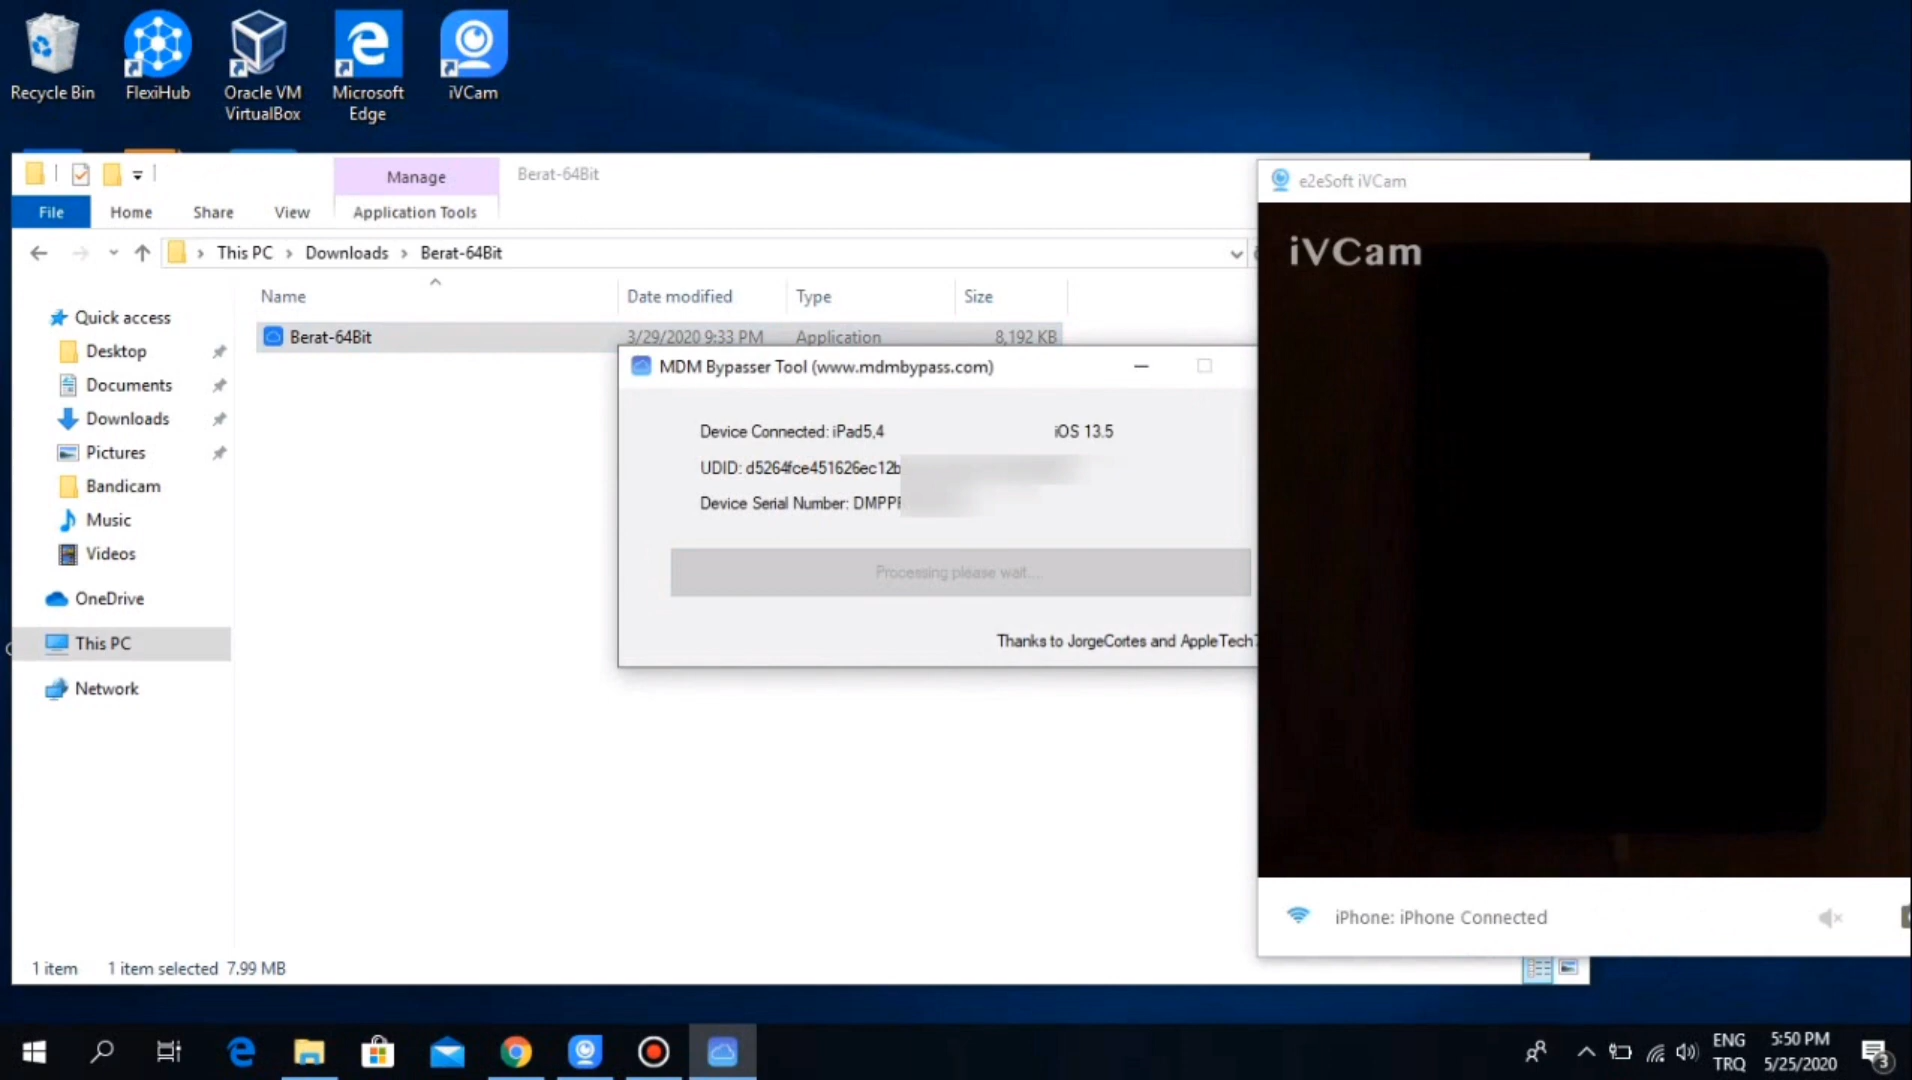 Recycle Bin
FlexiHub
Oracle VM
VirtualBox
Microsoft
Edge
iVCam
Manage
Berat-64Bit
File
Home
Share
View
Application Tools
This PC
Downloads
Berat-64Bit
Name
Date modified
Type
Size
Berat-64Bit
3/29/2020 9:33 PM
Application
8,192 KB
Quick access
Desktop
Documents
Downloads
Pictures
Bandicam
Music
Videos
OneDrive
This PC
Network
MDM Bypasser Tool (www.mdmbypass.com)
Device Connected: iPad5,4
iOS 13.5
UDID: d5264fce451626ec12b
Device Serial Number: DMPP
Processing please wait....
Thanks to JorgeCortes and AppleTech
e2eSoft iVCam
iVCam
iPhone: iPhone Connected
1 item
1 item selected
7.99 MB
ENG
TRQ
5:50 PM
5/25/2020
3